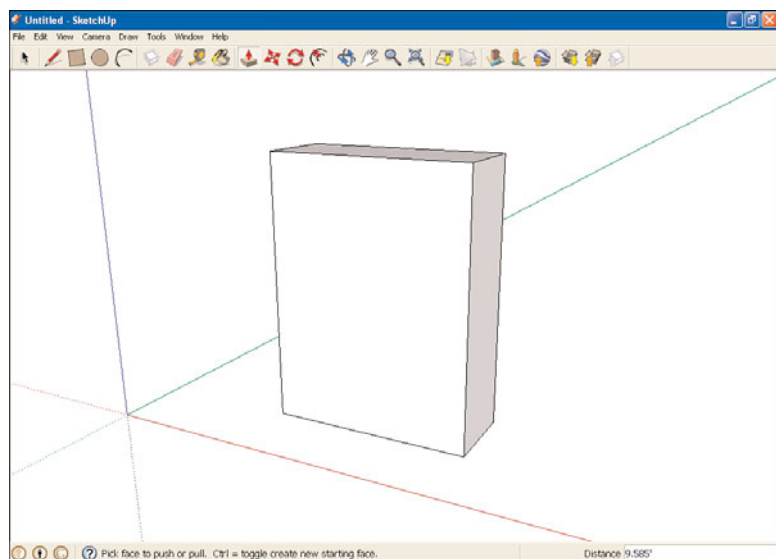 Untitled - SketchUp
File Edit View Camera Draw Tools Window Help
Pick face to push or pull. Ctrl = toggle create new starting face. Distance 9.585'